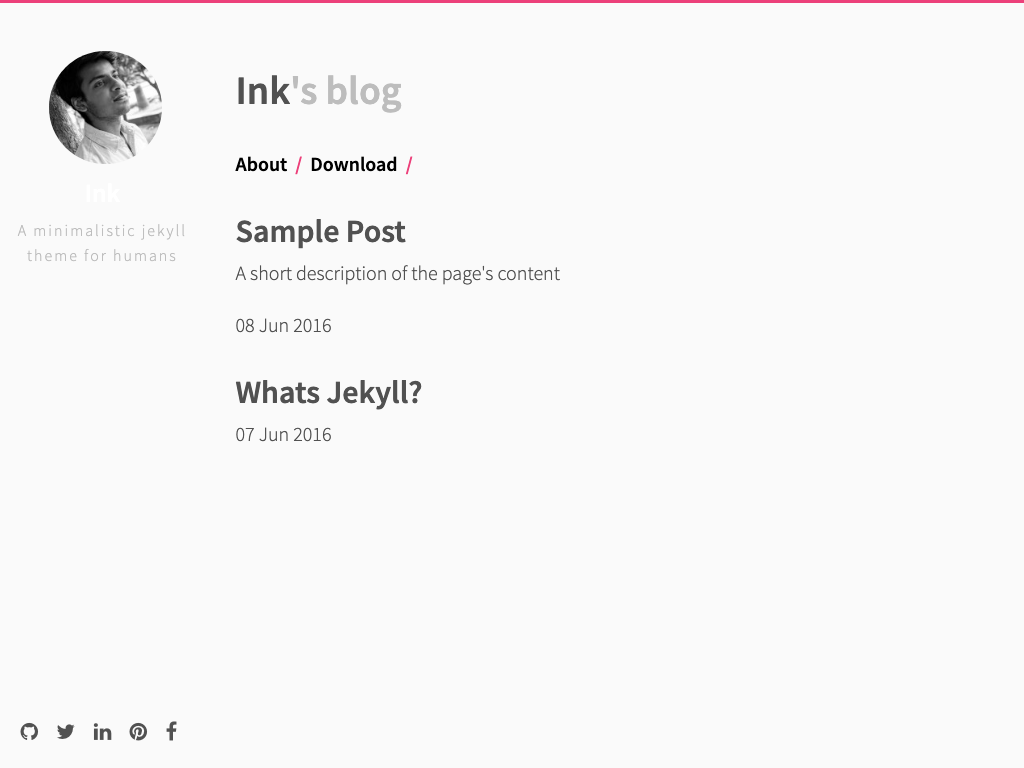 Ink
A minimalistic jekyll
theme for humans
Ink's blog
About / Download /
Sample Post
A short description of the page's content
08 Jun 2016
Whats Jekyll?
07 Jun 2016